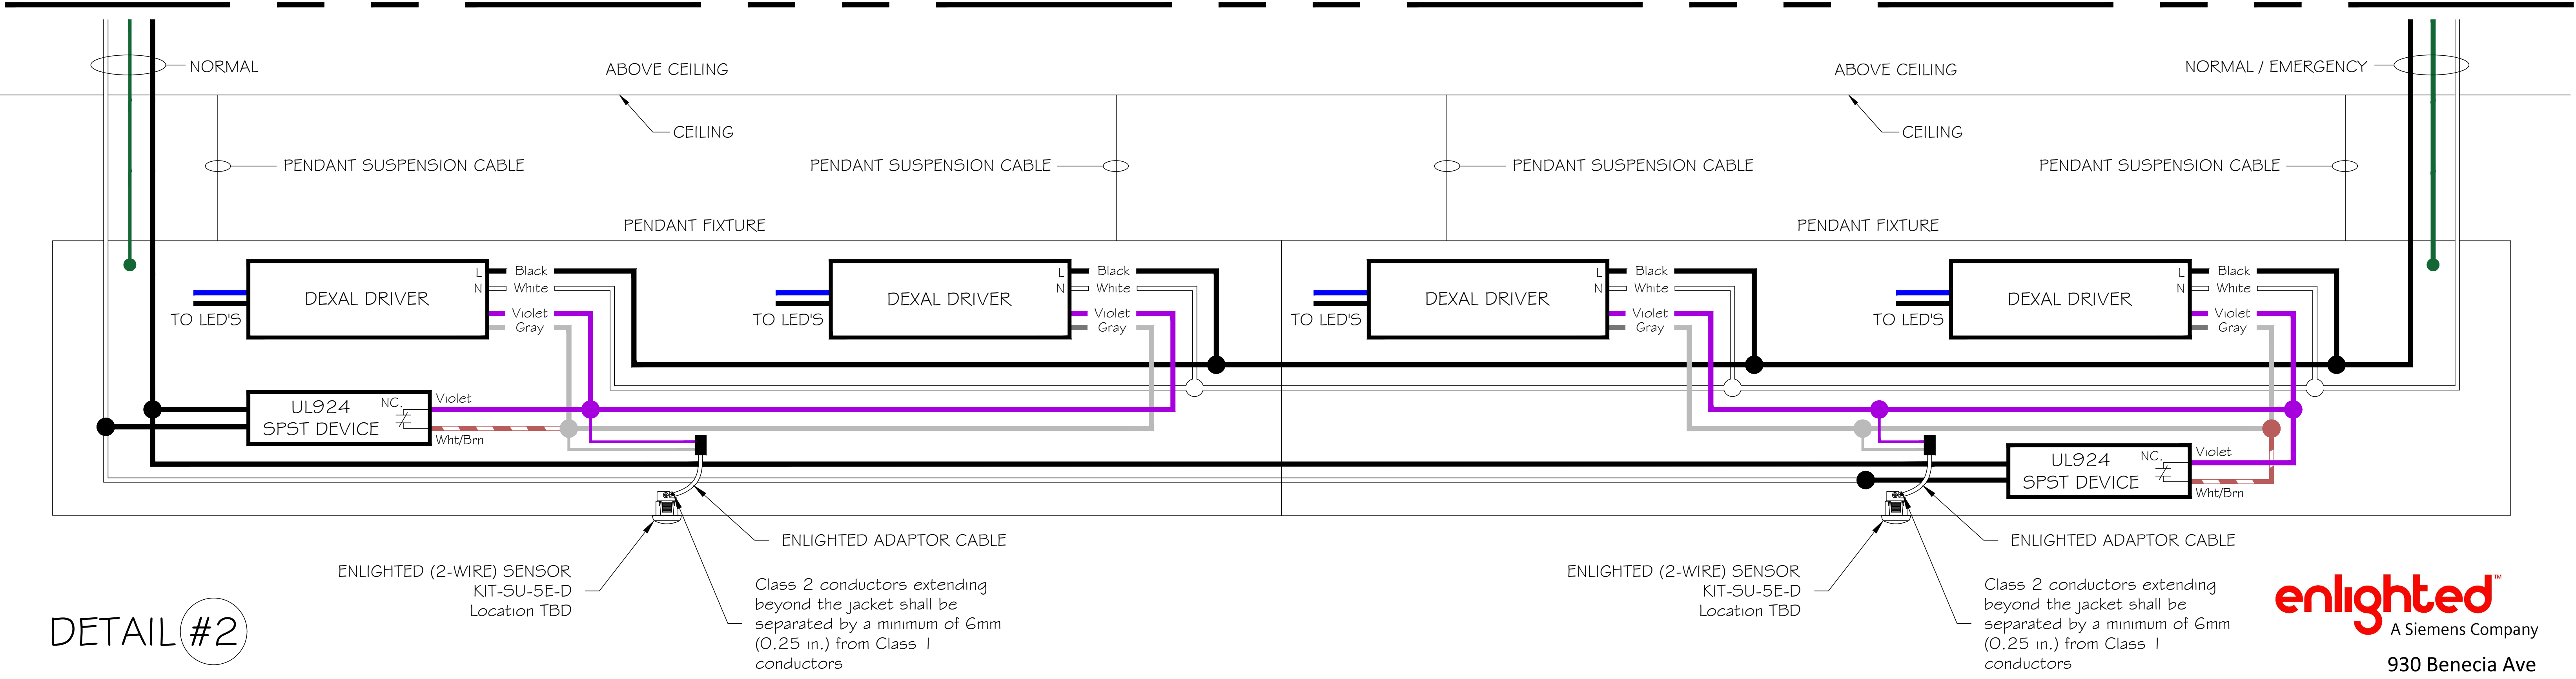 NORMAL
ABOVE CEILING
ABOVE CEILING
NORMAL / EMERGENCY
CEILING
CEILING
PENDANT SUSPENSION CABLE
PENDANT SUSPENSION CABLE
PENDANT SUSPENSION CABLE
PENDANT SUSPENSION CABLE
PENDANT FIXTURE
PENDANT FIXTURE
DEXAL DRIVER
L
N
Black
White
Violet
Gray
TO LED'S
DEXAL DRIVER
L
N
Black
White
Violet
Gray
TO LED'S
DEXAL DRIVER
L
N
Black
White
Violet
Gray
TO LED'S
DEXAL DRIVER
L
N
Black
White
Violet
Gray
TO LED'S
UL924
SPST DEVICE
NC.
Violet
Wht/Brn
UL924
SPST DEVICE
NC.
Violet
Wht/Brn
ENLIGHTED ADAPTOR CABLE
ENLIGHTED (2-WIRE) SENSOR
KIT-SU-5E-D
Location TBD
Class 2 conductors extending
beyond the jacket shall be
separated by a minimum of 6mm
(0.25 in.) from Class 1
conductors
ENLIGHTED ADAPTOR CABLE
ENLIGHTED (2-WIRE) SENSOR
KIT-SU-5E-D
Location TBD
Class 2 conductors extending
beyond the jacket shall be
separated by a minimum of 6mm
(0.25 in.) from Class 1
conductors
DETAIL #2
enlighted™
A Siemens Company
930 Benecia Ave